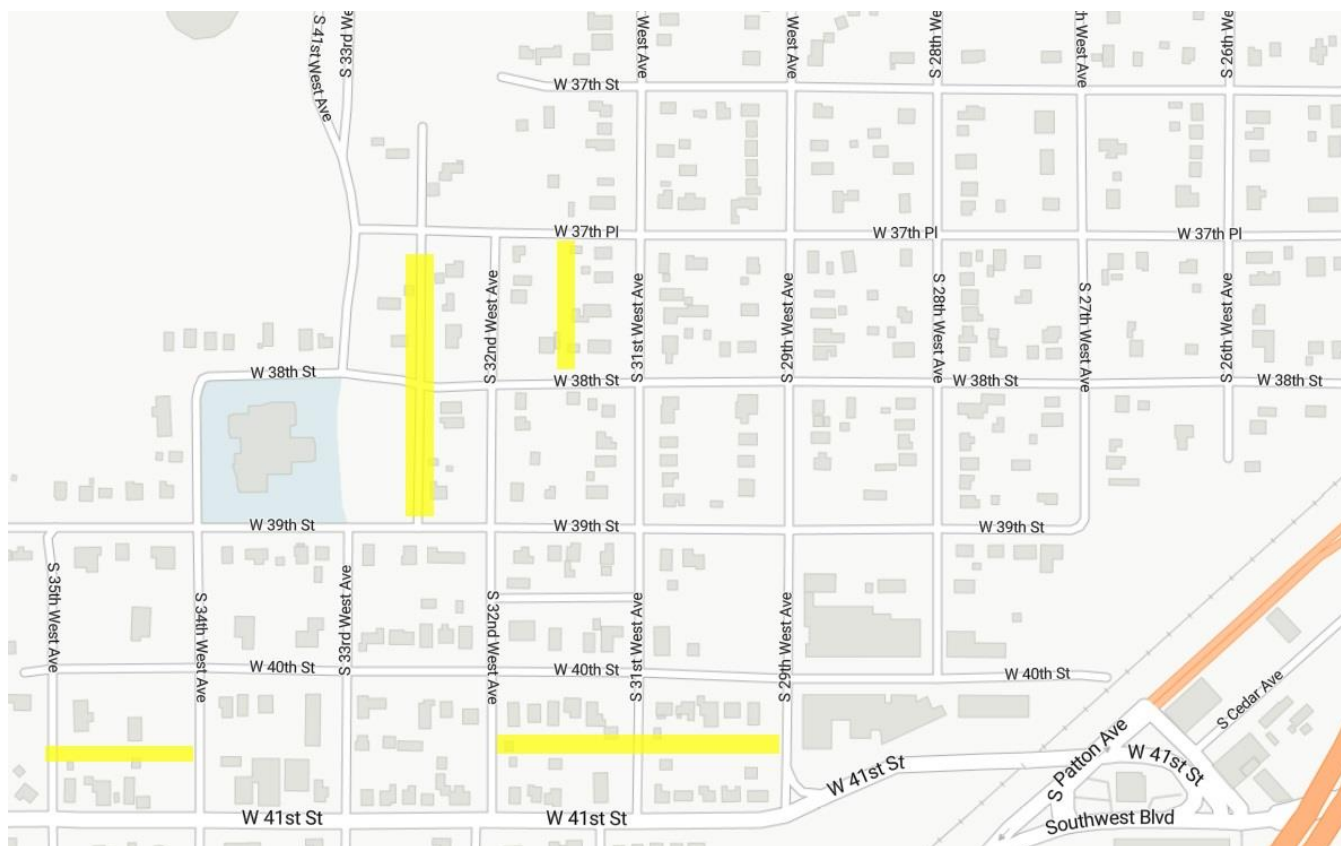 S 41st West Ave
S 33rd W
West Ave
West Ave
S 28th W
th West Ave
S 26th W
W 37th St
W 37th Pl
W 37th Pl
W 37th Pl
S 32nd West Ave
S 31st West Ave
S 29th West Ave
S 28th West Ave
S 27th West Ave
S 26th West Ave
W 38th St
W 38th St
W 38th St
W 38th St
W 39th St
W 39th St
W 39th St
S 35th West Ave
S 34th West Ave
S 33rd West Ave
S 32nd West Ave
S 31st West Ave
S 29th West Ave
W 40th St
W 40th St
W 40th St
S Cedar Ave
S Patton Ave
W 41st St
W 41st St
W 41st St
W 41st St
Southwest Blvd